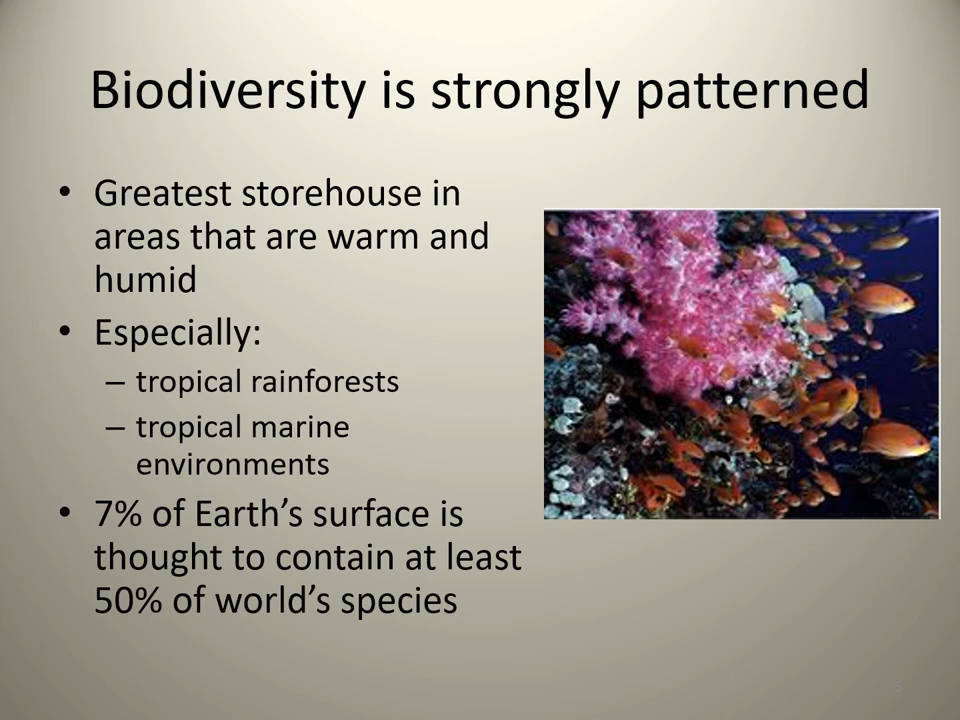 Biodiversity is strongly patterned
• Greatest storehouse in
areas that are warm and
humid
• Especially:
– tropical rainforests
– tropical marine
environments
• 7% of Earth’s surface is
thought to contain at least
50% of world’s species
5